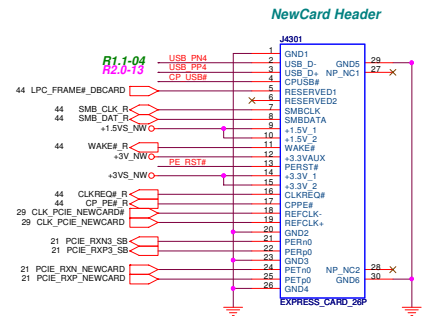 NewCard Header
J4301
R1.1-04
R2.0-13
USB_PN4
USB_PP4
CP_USB#
44 LPC_FRAME#_DBCARD
44 SMB_CLK_R
44 SMB_DAT_R
+1.5VS_NW
44 WAKE#_R
+3V_NW
PE_RST#
+3VS_NW
44 CLKREQ#_R
44 CP_PE#_R
29 CLK_PCIE_NEWCARD#
29 CLK_PCIE_NEWCARD
21 PCIE_RXN3_SB
21 PCIE_RXP3_SB
21 PCIE_RXN_NEWCARD
21 PCIE_RXP_NEWCARD
1 GND1
2 USB_D- GND5 29
3 USB_D+ NP_NC1 27
4 CPUSB#
5 RESERVED1
6 RESERVED2
7 SMBCLK
8 SMBDATA
9 +1.5V_1
10 +1.5V_2
11 WAKE#
12 +3.3VAUX
13 PERST#
14 +3.3V_1
15 +3.3V_2
16 CLKREQ#
17 CPPE#
18 REFCLK-
19 REFCLK+
20 GND2
21 PERn0
22 PERp0
23 GND3
24 PETn0 NP_NC2 28
25 PETp0 GND6 30
26 GND4
EXPRESS_CARD_26P